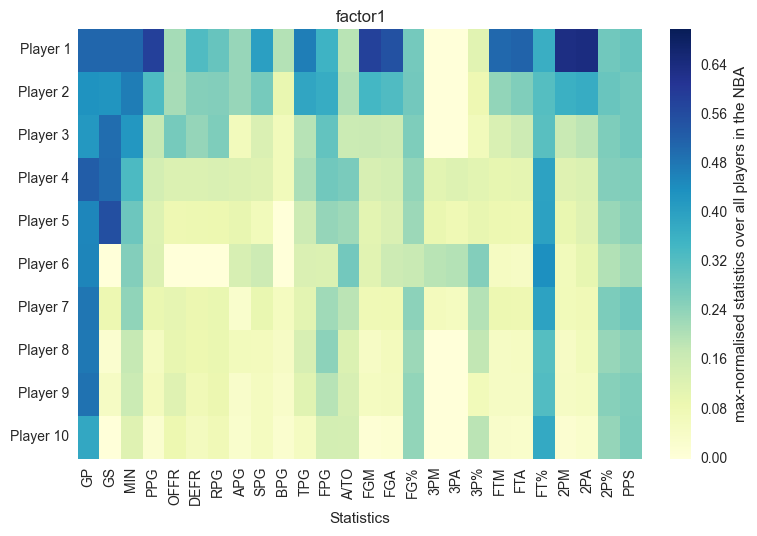 factor1
Player 1
Player 2
Player 3
Player 4
Player 5
Player 6
Player 7
Player 8
Player 9
Player 10
GP GS MIN PPG OFFR DEFR RPG APG SPG BPG TPG FPG A/TO FGM FGA FG% 3PM 3PA 3P% FTM FTA FT% 2PM 2PA 2P% PPS
Statistics
0.64
0.56
0.48
0.40
0.32
0.24
0.16
0.08
0.00
max-normalised statistics over all players in the NBA